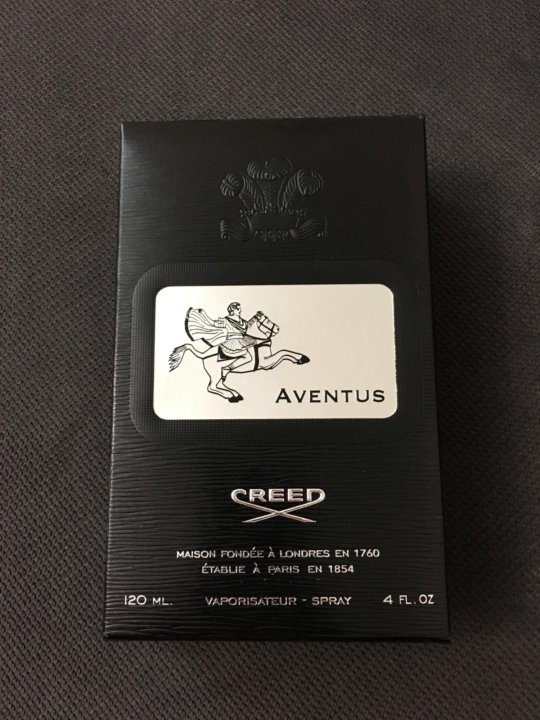 AVENTUS
CREED
MAISON FONDÉE À LONDRES EN 1760
ÉTABLIE À PARIS EN 1854
120 ML. VAPORISATEUR - SPRAY 4 FL. OZ